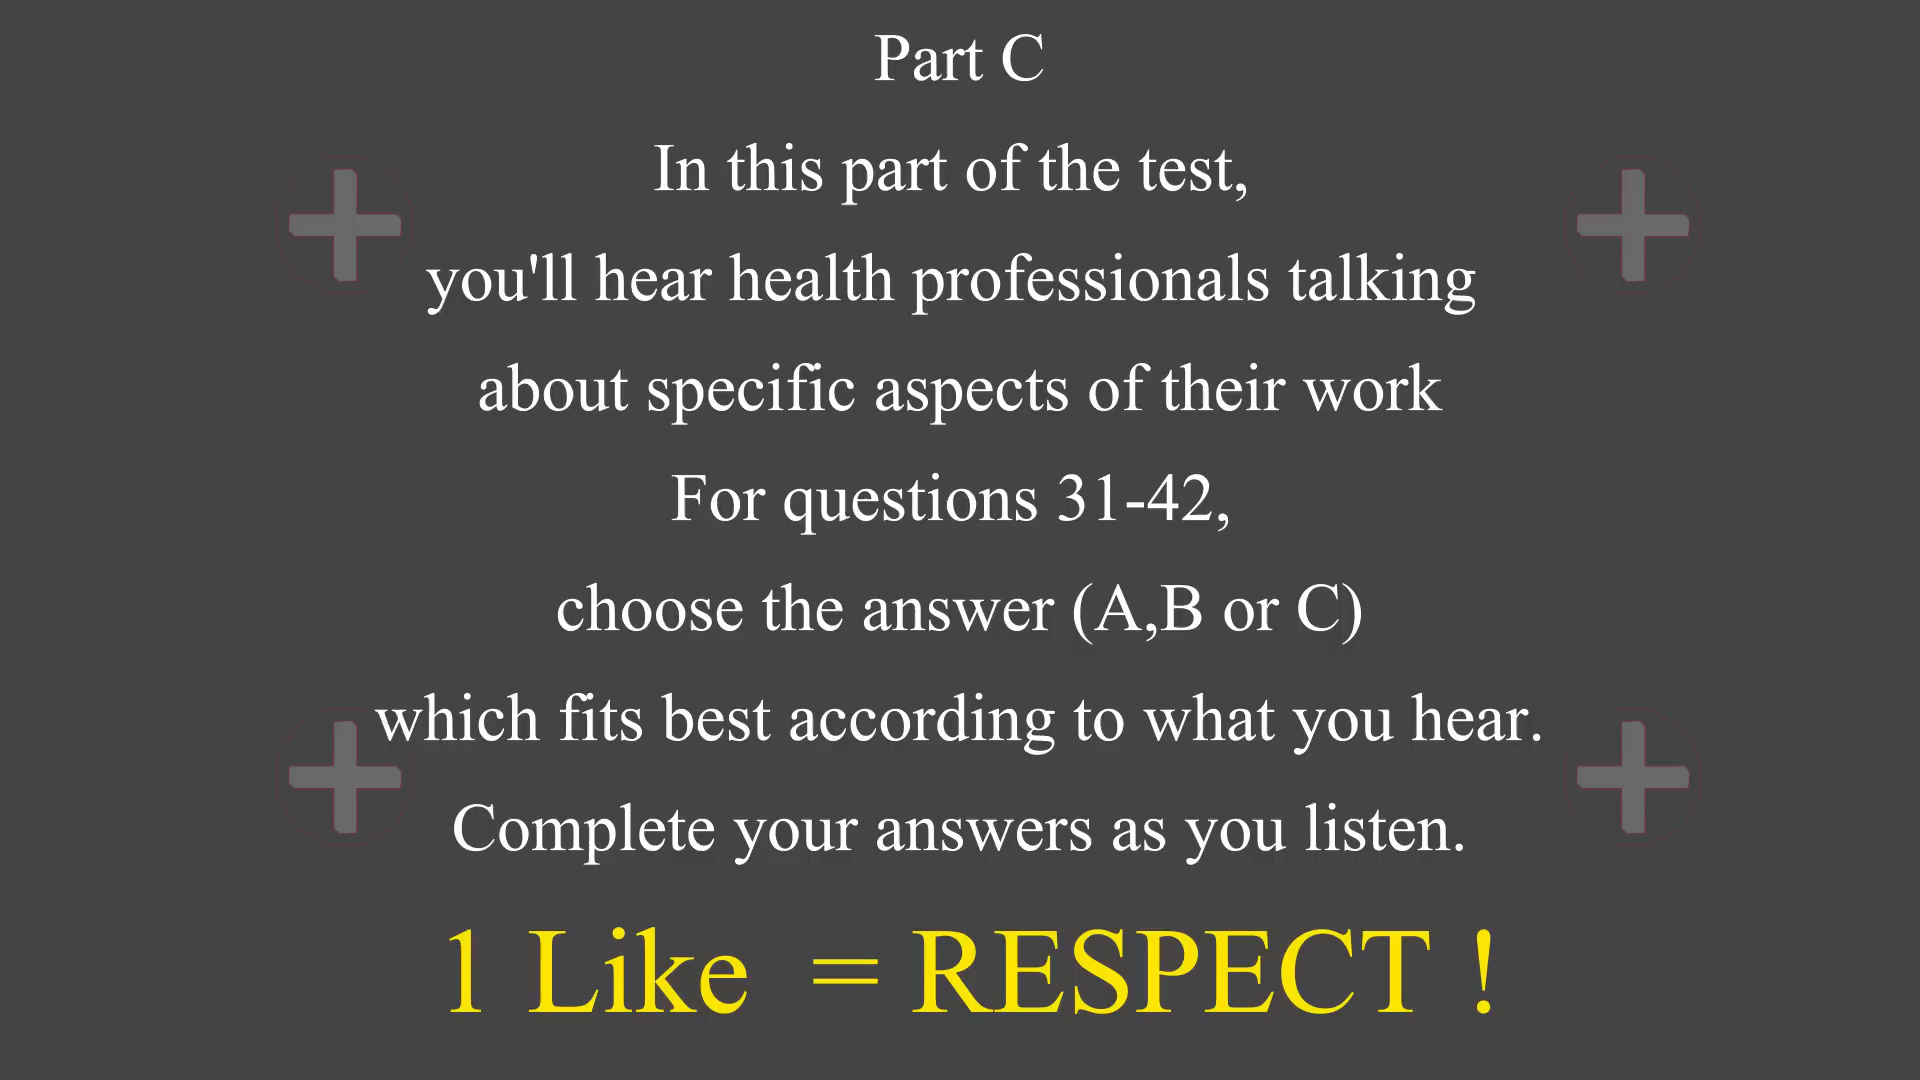 Part C
In this part of the test,
you'll hear health professionals talking
about specific aspects of their work
For questions 31-42,
choose the answer (A,B or C)
which fits best according to what you hear.
Complete your answers as you listen.
1 Like = RESPECT !